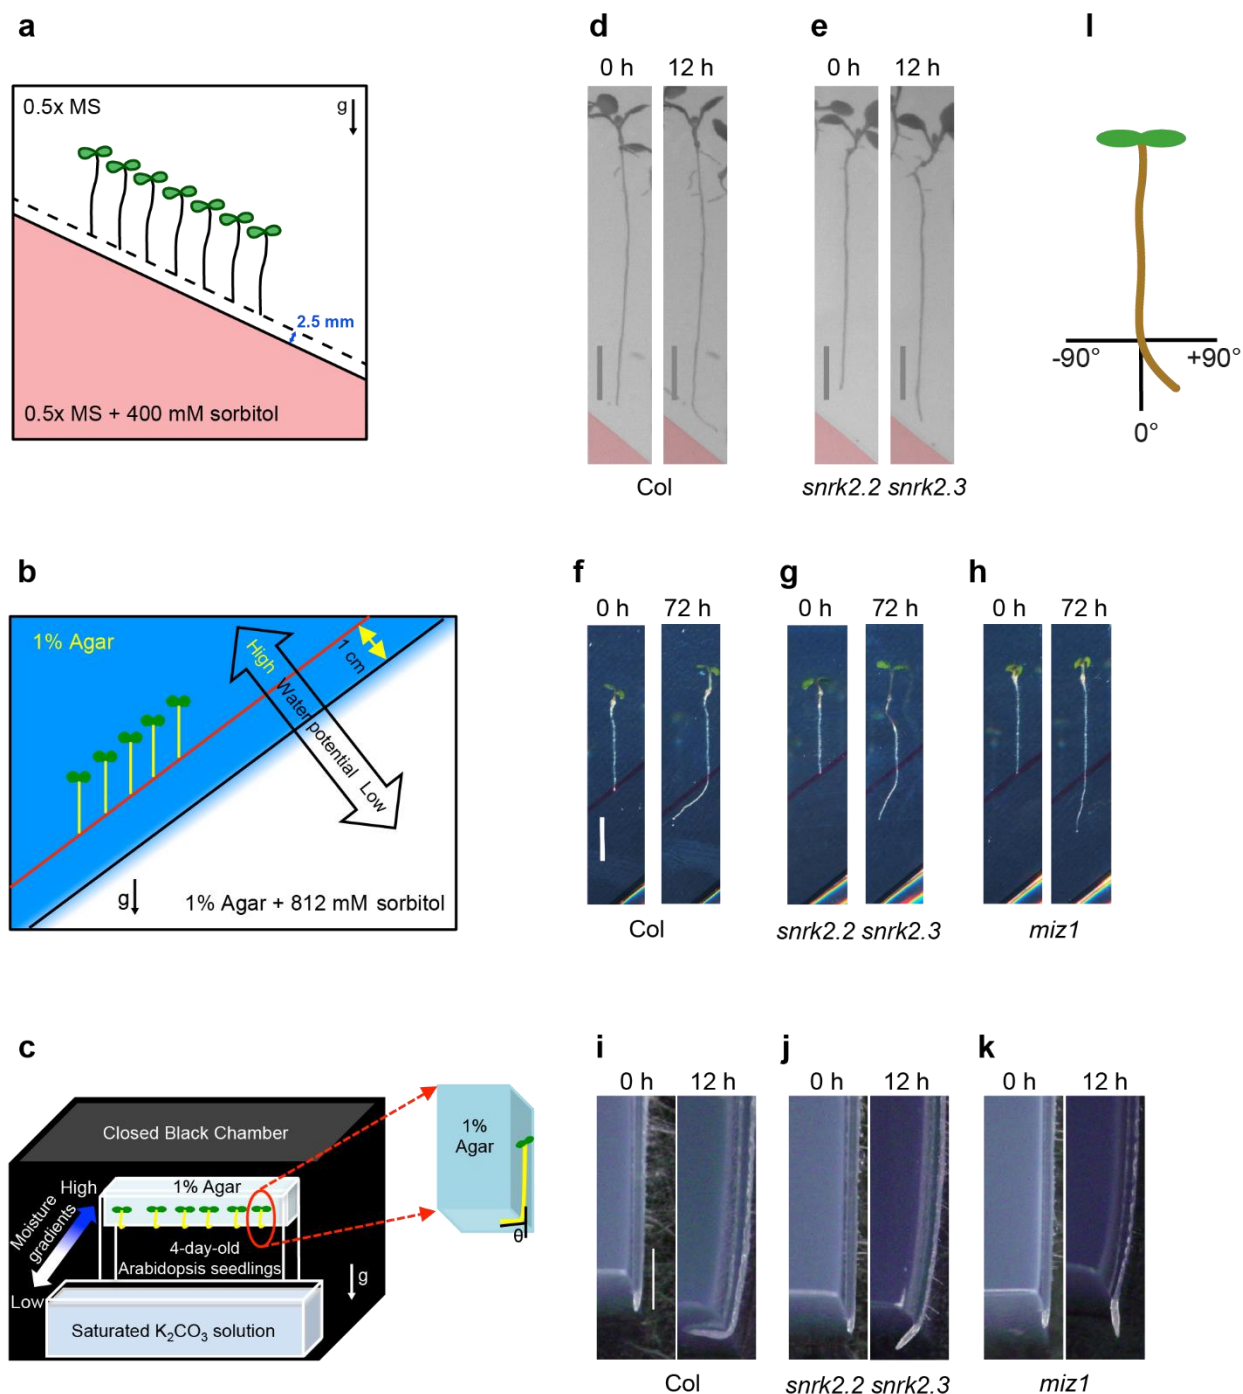 a
0.5x MS
g
2.5 mm
0.5x MS + 400 mM sorbitol
d
0 h 12 h
Col
e
0 h 12 h
snrk2.2 snrk2.3
l
-90° +90°
0°
b
1% Agar
1 cm
High Water potential Low
g
1% Agar + 812 mM sorbitol
f
0 h 72 h
Col
g
0 h 72 h
snrk2.2 snrk2.3
h
0 h 72 h
miz1
c
Closed Black Chamber
High
1% Agar
Moisture
gradients
Low
4-day-old
Arabidopsis seedlings
g
Saturated K₂CO₃ solution
1%
Agar
θ
i
0 h 12 h
Col
j
0 h 12 h
snrk2.2 snrk2.3
k
0 h 12 h
miz1